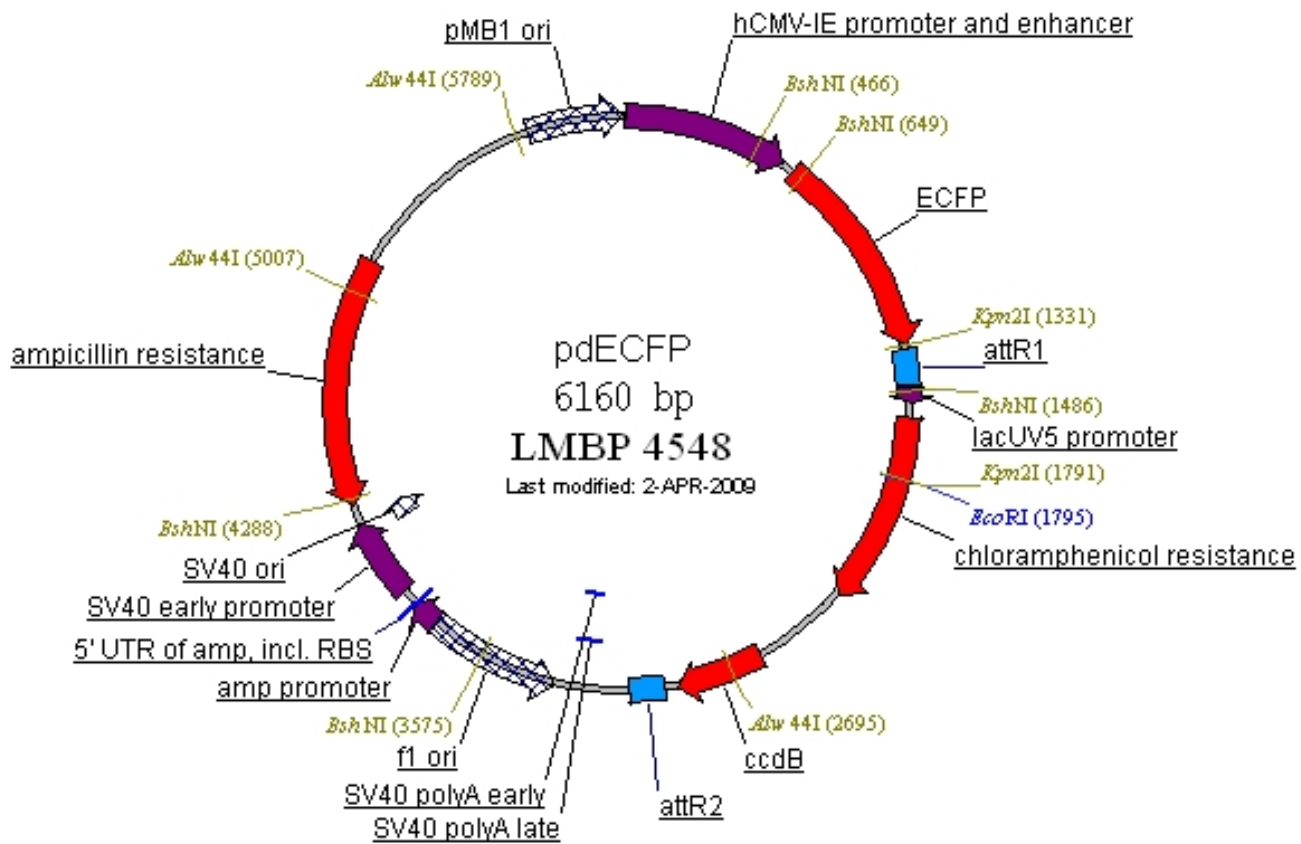 pMB1 ori
hCMV-IE promoter and enhancer
Alw44I (5789)
BshNI (466)
BshNI (649)
ECFP
Alw44I (5007)
Kpn2I (1331)
attR1
ampicillin resistance
pdECFP
6160 bp
LMBP 4548
Last modified: 2-APR-2009
BshNI (1486)
lacUV5 promoter
Kpn2I (1791)
EcoRI (1795)
chloramphenicol resistance
BshNI (4288)
SV40 ori
SV40 early promoter
5' UTR of amp, incl. RBS
amp promoter
BshNI (3575)
f1 ori
SV40 polyA early
SV40 polyA late
attR2
Alw44I (2695)
ccdB